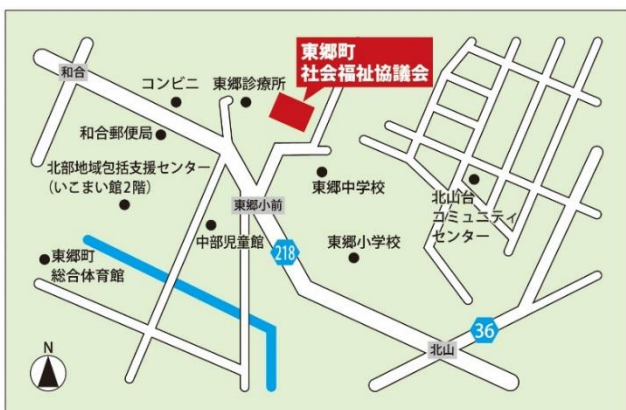 東郷町
社会福祉協議会
和合
コンビニ
東郷診療所
和合郵便局
北部地域包括支援センター
(いこまい館2階)
東郷小前
東郷中学校
北山台
コミュニティ
センター
中部児童館
218
東郷小学校
東郷町
総合体育館
36
北山
N